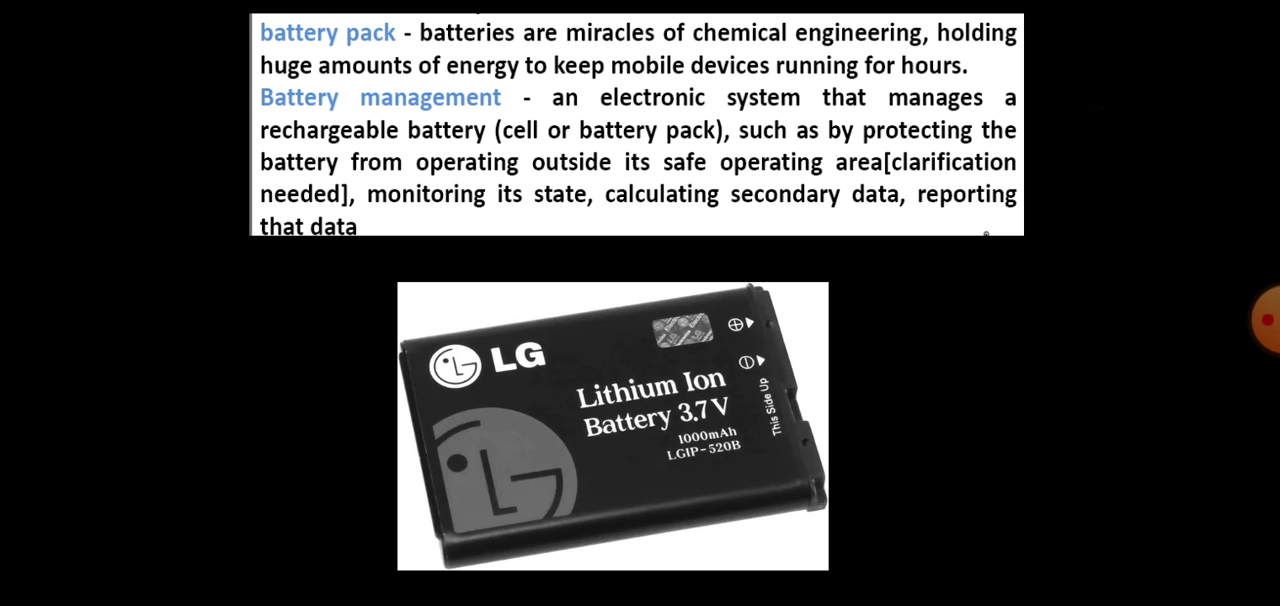 battery pack - batteries are miracles of chemical engineering, holding
huge amounts of energy to keep mobile devices running for hours.
Battery management - an electronic system that manages a
rechargeable battery (cell or battery pack), such as by protecting the
battery from operating outside its safe operating area[clarification
needed], monitoring its state, calculating secondary data, reporting
that data
LG
Lithium Ion
Battery 3.7V
1000mAh
LGIP-520B
This Side Up